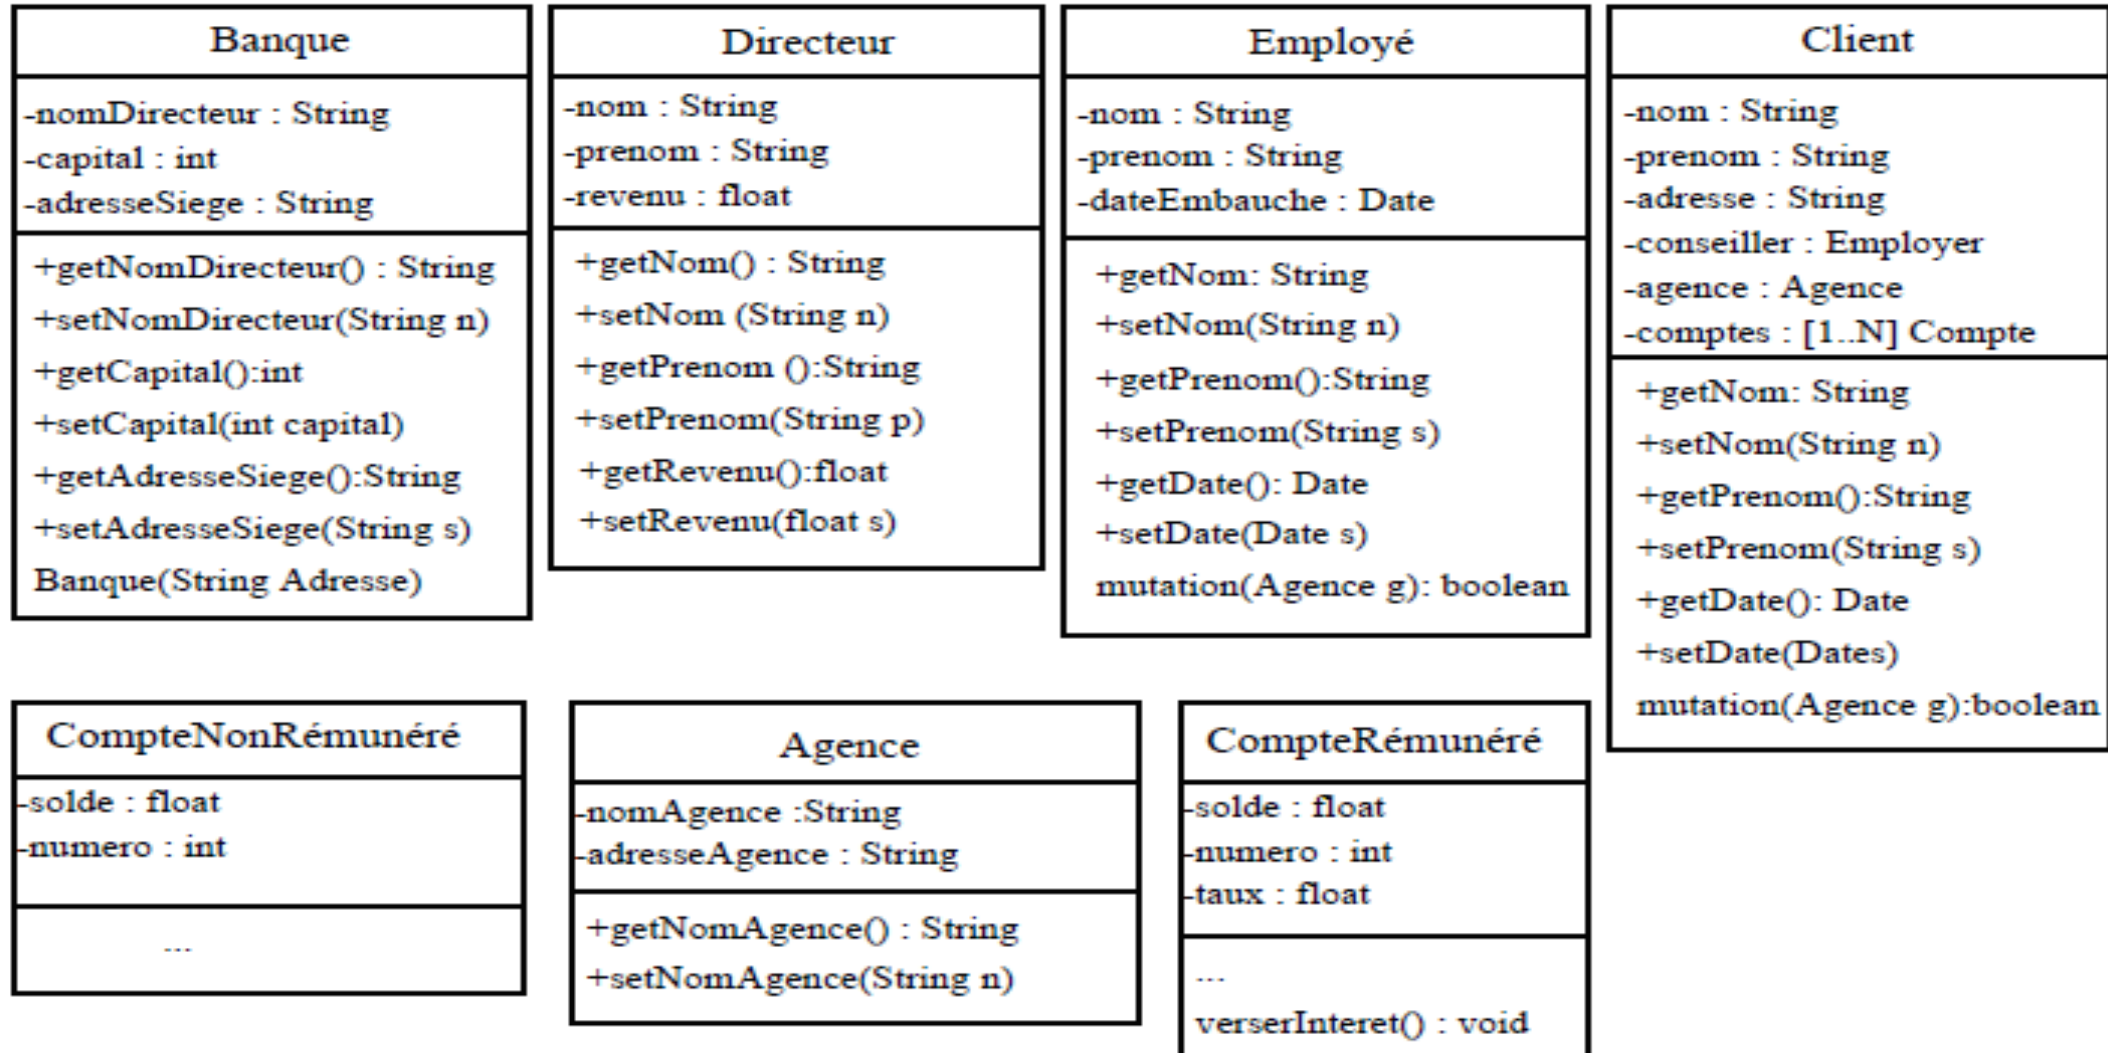 Banque
-nomDirecteur : String
-capital : int
-adresseSiege : String
+getNomDirecteur() : String
+setNomDirecteur(String n)
+getCapital():int
+setCapital(int capital)
+getAdresseSiege():String
+setAdresseSiege(String s)
Banque(String Adresse)
Directeur
-nom : String
-prenom : String
-revenu : float
+getNom() : String
+setNom (String n)
+getPrenom ():String
+setPrenom(String p)
+getRevenu():float
+setRevenu(float s)
Employé
-nom : String
-prenom : String
-dateEmbauche : Date
+getNom: String
+setNom(String n)
+getPrenom():String
+setPrenom(String s)
+getDate(): Date
+setDate(Date s)
mutation(Agence g): boolean
Client
-nom : String
-prenom : String
-adresse : String
-conseiller : Employer
-agence : Agence
-comptes : [1..N] Compte
+getNom: String
+setNom(String n)
+getPrenom():String
+setPrenom(String s)
+getDate(): Date
+setDate(Dates)
mutation(Agence g):boolean
CompteNonRémunéré
-solde : float
-numero : int
...
Agence
-nomAgence :String
-adresseAgence : String
+getNomAgence() : String
+setNomAgence(String n)
CompteRémunéré
-solde : float
-numero : int
-taux : float
...
verserInteret() : void